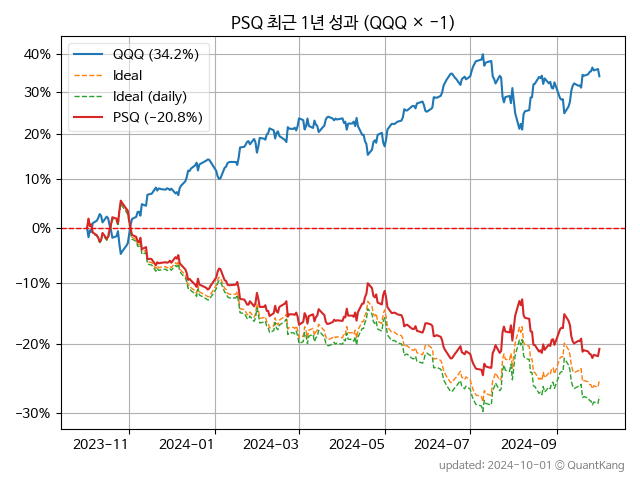 PSQ 최근 1년 성과 (QQQ × −1)
QQQ (34.2%)
Ideal
Ideal (daily)
PSQ (−20.8%)
40%
30%
20%
10%
0%
−10%
−20%
−30%
2023-11
2024-01
2024-03
2024-05
2024-07
2024-09
updated: 2024-10-01 © QuantKang